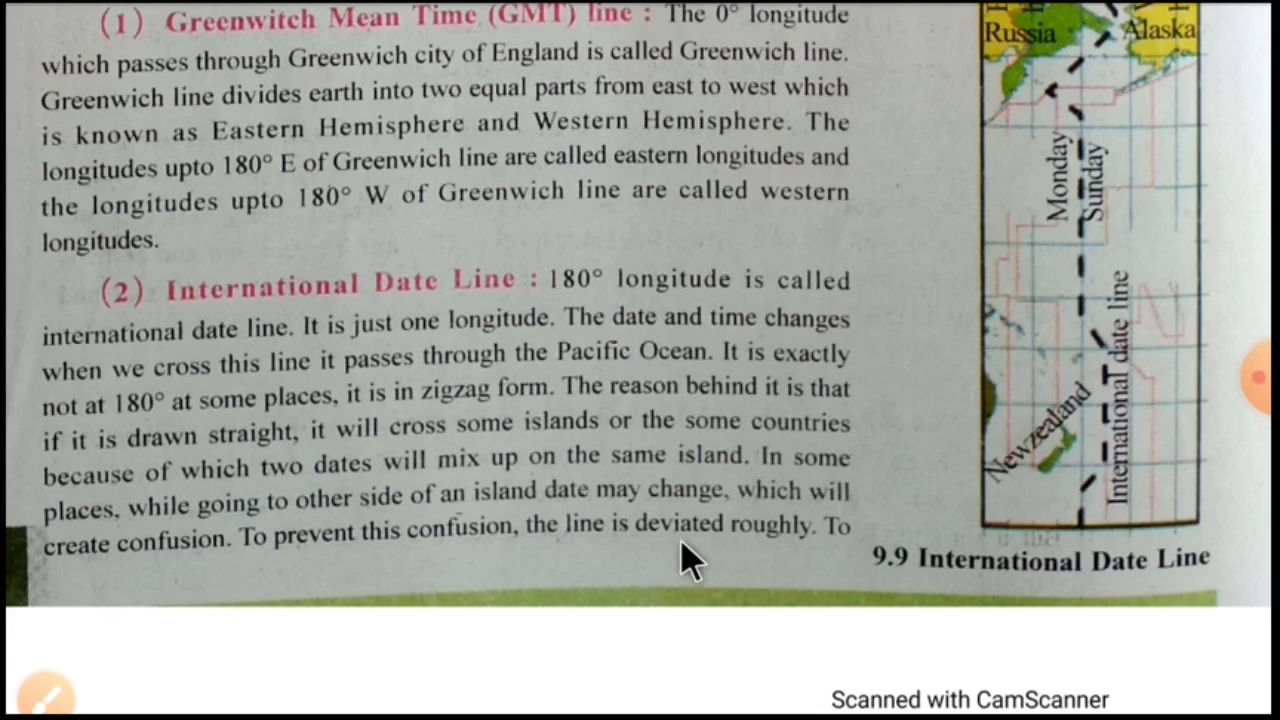 (1) Greenwitch Mean Time (GMT) line : The 0° longitude
which passes through Greenwich city of England is called Greenwich line.
Greenwich line divides earth into two equal parts from east to west which
is known as Eastern Hemisphere and Western Hemisphere. The
longitudes upto 180° E of Greenwich line are called eastern longitudes and
the longitudes upto 180° W of Greenwich line are called western
longitudes.
(2) International Date Line : 180° longitude is called
international date line. It is just one longitude. The date and time changes
when we cross this line it passes through the Pacific Ocean. It is exactly
not at 180° at some places, it is in zigzag form. The reason behind it is that
if it is drawn straight, it will cross some islands or the some countries
because of which two dates will mix up on the same island. In some
places, while going to other side of an island date may change, which will
create confusion. To prevent this confusion, the line is deviated roughly. To
Russia
Alaska
Monday
Sunday
International date line
Newzealand
9.9 International Date Line
Scanned with CamScanner